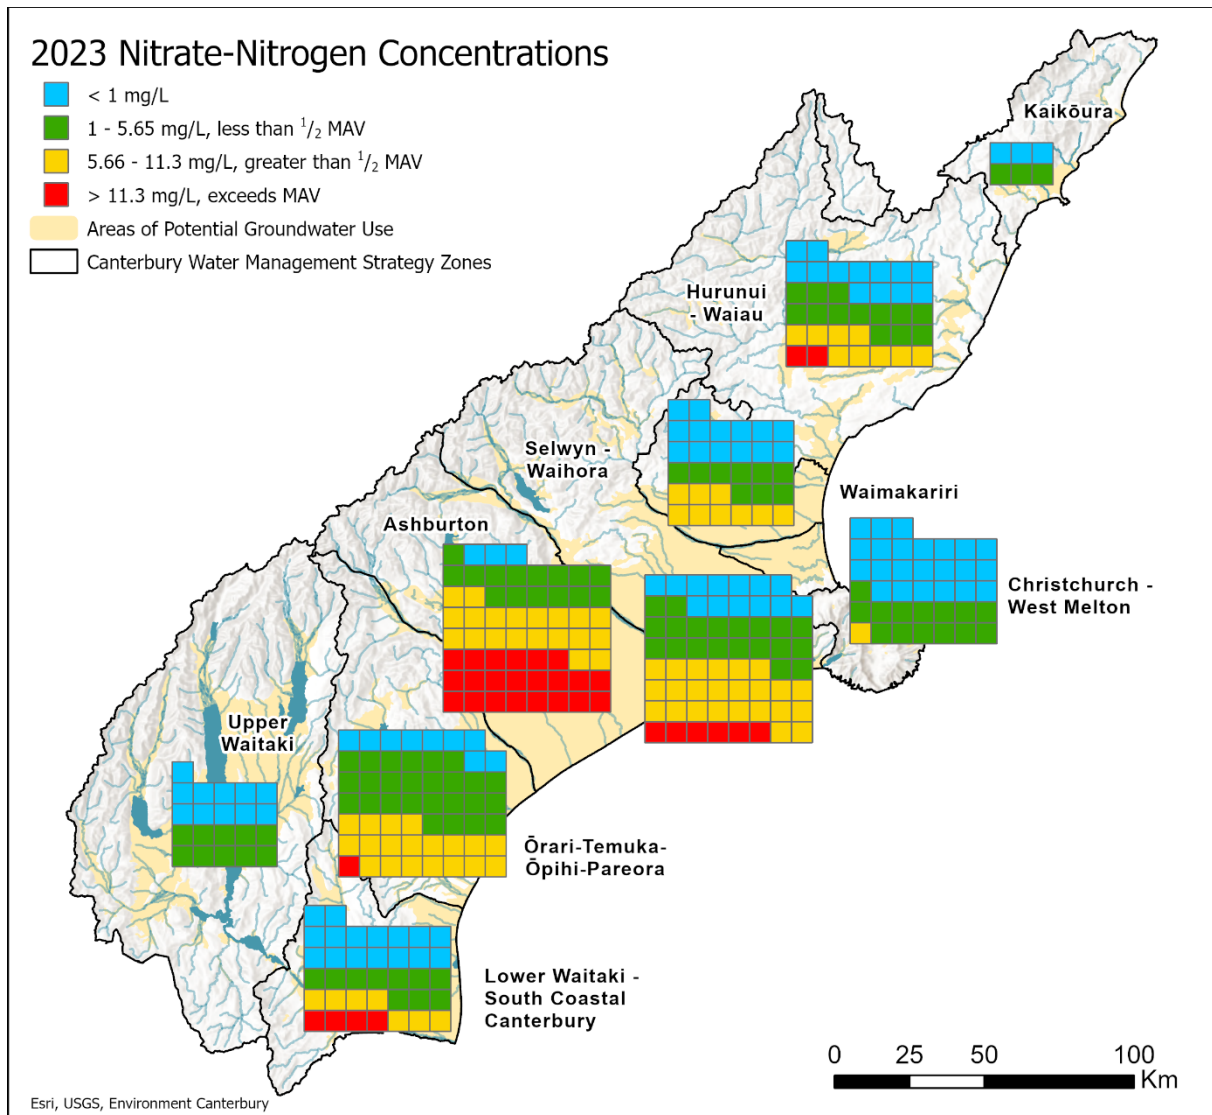 2023 Nitrate-Nitrogen Concentrations
< 1 mg/L
1 - 5.65 mg/L, less than 1/2 MAV
5.66 - 11.3 mg/L, greater than 1/2 MAV
> 11.3 mg/L, exceeds MAV
Areas of Potential Groundwater Use
Canterbury Water Management Strategy Zones
Kaikōura
Hurunui
- Waiau
Selwyn -
Waihora
Waimakariri
Ashburton
Christchurch -
West Melton
Upper
Waitaki
Ōrari-Temuka-
Ōpihi-Pareora
Lower Waitaki -
South Coastal
Canterbury
0 25 50 100
Km
Esri, USGS, Environment Canterbury